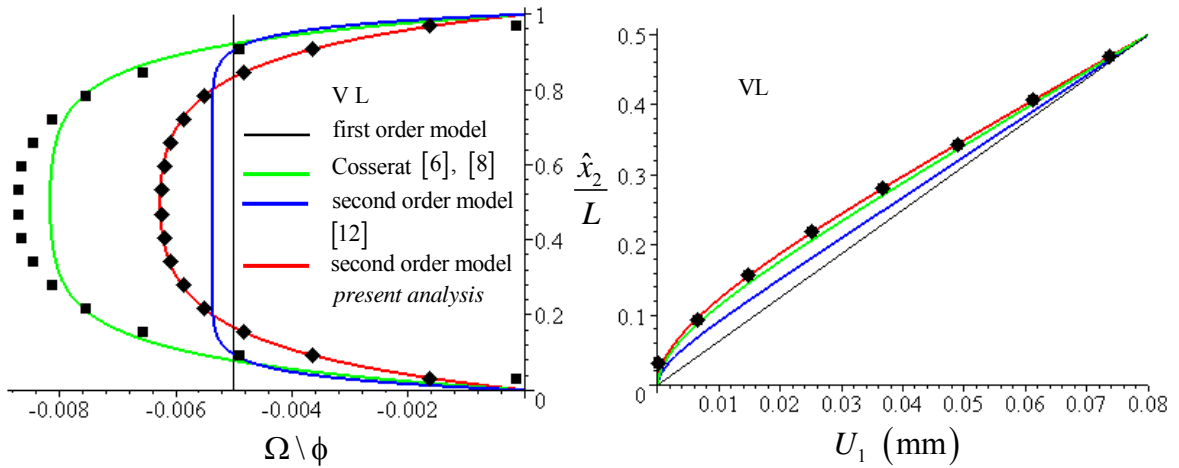 1
0.8
0.6
0.4
0.2
0
-0.008
-0.006
-0.004
-0.002
Ω \ ϕ
V L
first order model
Cosserat [6], [8]
second order model
[12]
second order model
present analysis
x̂₂
L
0.5
0.4
0.3
0.2
0.1
0
0.01
0.02
0.03
0.04
0.05
0.06
0.07
0.08
VL
U₁ (mm)